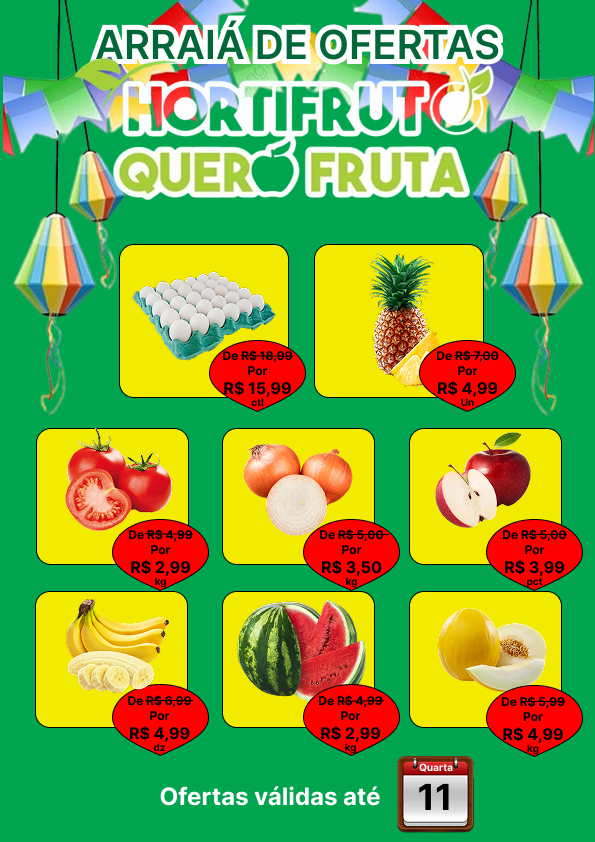 ARRAIÁ DE OFERTAS
HORTIFRUTO
QUERO FRUTA
De R$ 18,99
Por
R$ 15,99
ctl
De R$ 7,00
Por
R$ 4,99
Un
De R$ 4,99
Por
R$ 2,99
kg
De R$ 5,00
Por
R$ 3,50
kg
De R$ 5,00
Por
R$ 3,99
pct
De R$ 6,99
Por
R$ 4,99
dz
De R$ 4,99
Por
R$ 2,99
kg
De R$ 5,99
Por
R$ 4,99
kg
Ofertas válidas até
Quarta
11